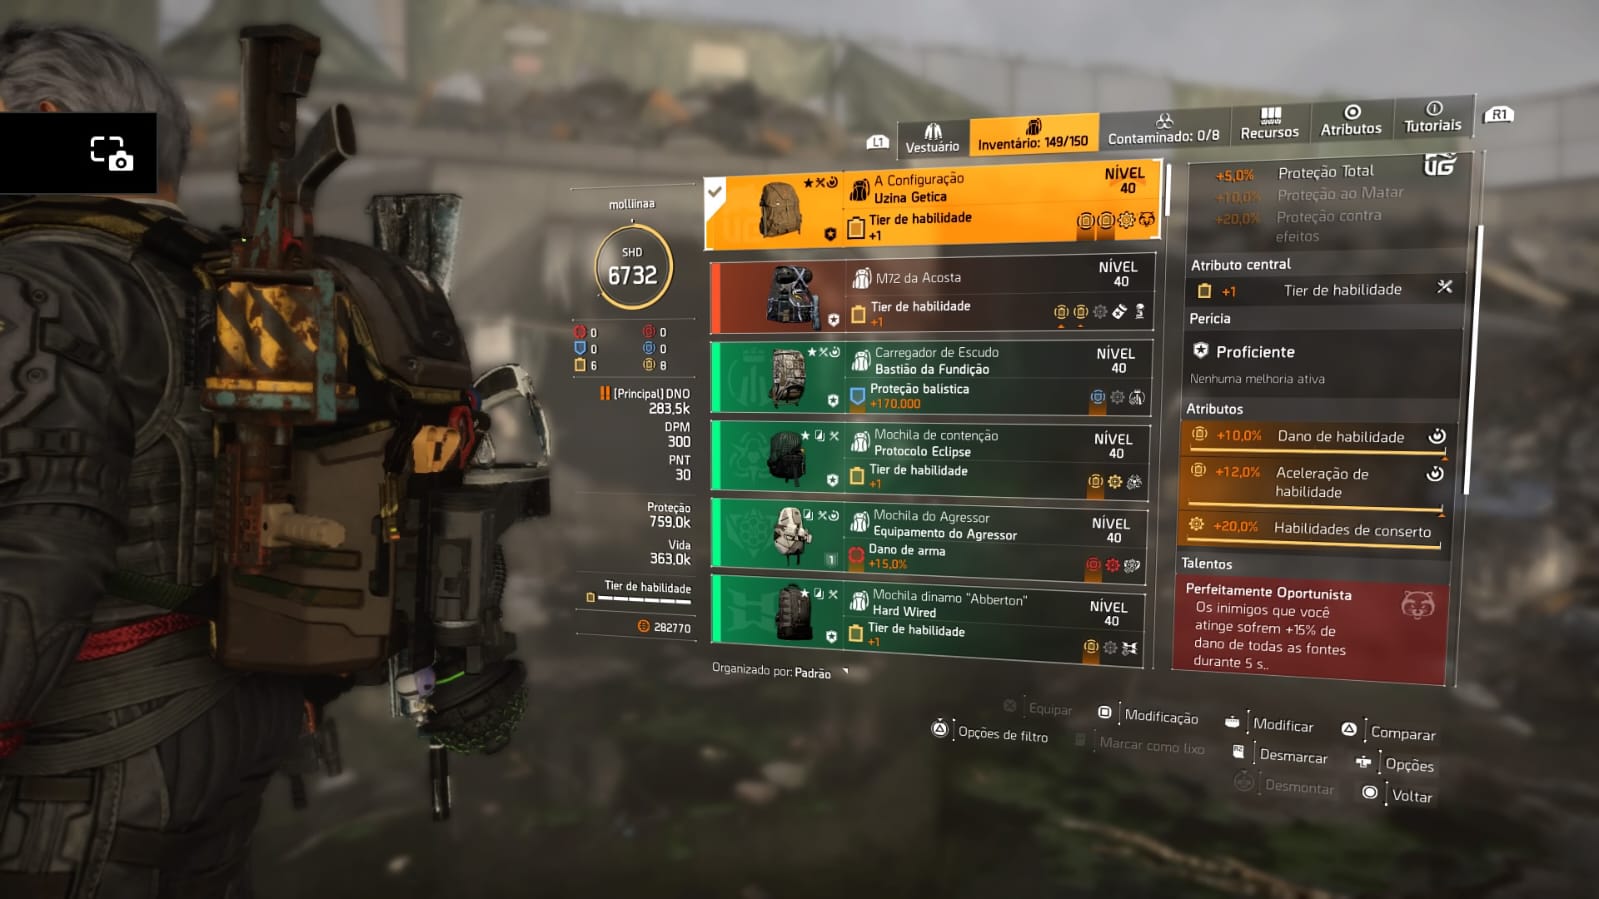 L1
Vestuário
Inventário: 149/150
Contaminado: 0/8
Recursos
Atributos
Tutoriais
R1
molliinaa
SHD
6732
0
0
0
0
6
8
[Principal] DNO
283,5k
DPM
300
PNT
30
Proteção
759,0k
Vida
363,0k
Tier de habilidade
282770
A Configuração
Uzina Getica
NÍVEL
40
Tier de habilidade
+1
M72 da Acosta
NÍVEL
40
Tier de habilidade
+1
Carregador de Escudo
Bastião da Fundição
NÍVEL
40
Proteção balística
+170.000
Mochila de contenção
Protocolo Eclipse
NÍVEL
40
Tier de habilidade
+1
Mochila do Agressor
Equipamento do Agressor
NÍVEL
40
Dano de arma
+15,0%
1
Mochila dínamo "Abberton"
Hard Wired
NÍVEL
40
Tier de habilidade
+1
Organizado por: Padrão
UG
+5,0% Proteção Total
+10,0% Proteção ao Matar
+20,0% Proteção contra
efeitos
Atributo central
+1 Tier de habilidade
Perícia
Proficiente
Nenhuma melhoria ativa
Atributos
+10,0% Dano de habilidade
+12,0% Aceleração de
habilidade
+20,0% Habilidades de conserto
Talentos
Perfeitamente Oportunista
Os inimigos que você
atinge sofrem +15% de
dano de todas as fontes
durante 5 s..
Equipar
Modificação
Modificar
Comparar
Opções de filtro
Marcar como lixo
R2
Desmarcar
Opções
Desmontar
Voltar